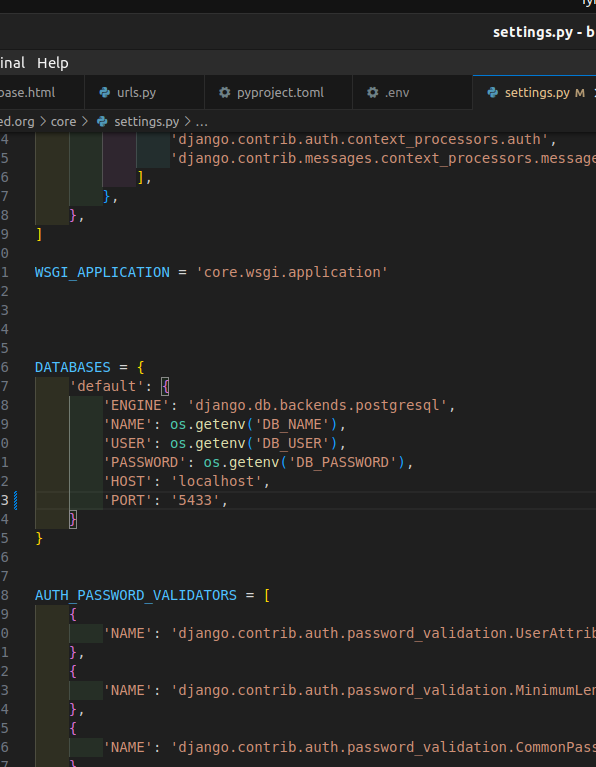 settings.py - b
inal Help
base.html urls.py pyproject.toml .env settings.py M
ed.org > core > settings.py > ...
4 'django.contrib.auth.context_processors.auth',
5 'django.contrib.messages.context_processors.message
6 ],
7 },
8 },
9 ]
0
1 WSGI_APPLICATION = 'core.wsgi.application'
2
3
4
5
6 DATABASES = {
7 'default': {
8 'ENGINE': 'django.db.backends.postgresql',
9 'NAME': os.getenv('DB_NAME'),
0 'USER': os.getenv('DB_USER'),
1 'PASSWORD': os.getenv('DB_PASSWORD'),
2 'HOST': 'localhost',
3 'PORT': '5433',
4 }
5 }
6
7
8 AUTH_PASSWORD_VALIDATORS = [
9 {
0 'NAME': 'django.contrib.auth.password_validation.UserAttrib
1 },
2 {
3 'NAME': 'django.contrib.auth.password_validation.MinimumLen
4 },
5 {
6 'NAME': 'django.contrib.auth.password_validation.CommonPass
7 }